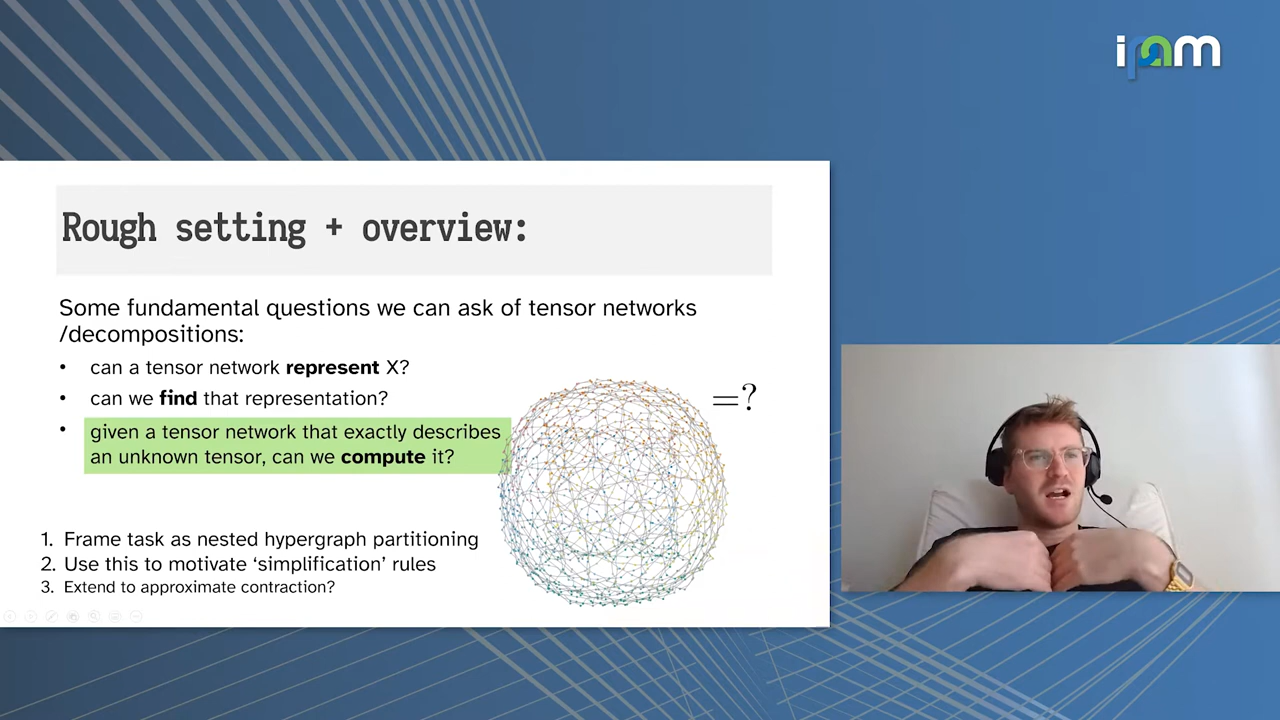 ipam
Rough setting + overview:
Some fundamental questions we can ask of tensor networks
/decompositions:
• can a tensor network represent X?
• can we find that representation?
• given a tensor network that exactly describes
an unknown tensor, can we compute it?
=?
1. Frame task as nested hypergraph partitioning
2. Use this to motivate ‘simplification’ rules
3. Extend to approximate contraction?